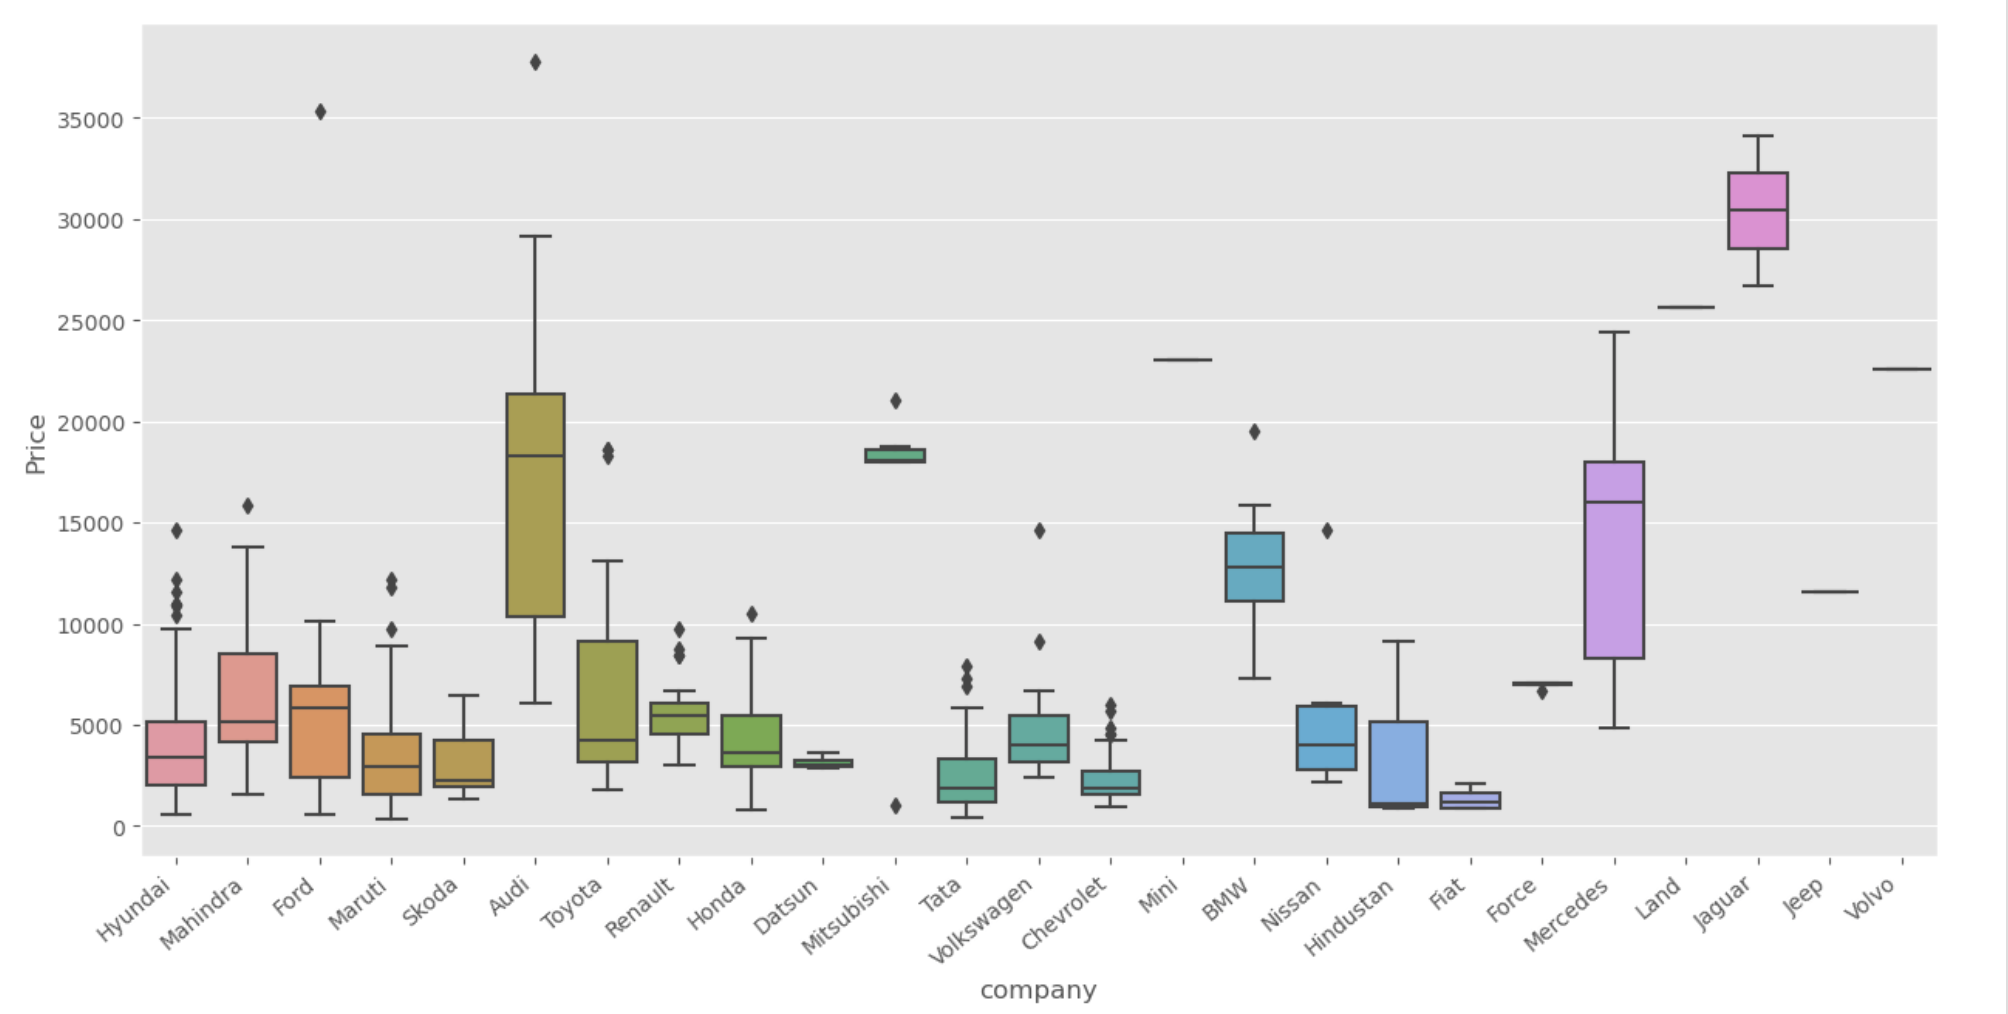 Price
35000
30000
25000
20000
15000
10000
5000
0
Hyundai
Mahindra
Ford
Maruti
Skoda
Audi
Toyota
Renault
Honda
Datsun
Mitsubishi
Tata
Volkswagen
Chevrolet
Mini
BMW
Nissan
Hindustan
Fiat
Force
Mercedes
Land
Jaguar
Jeep
Volvo
company